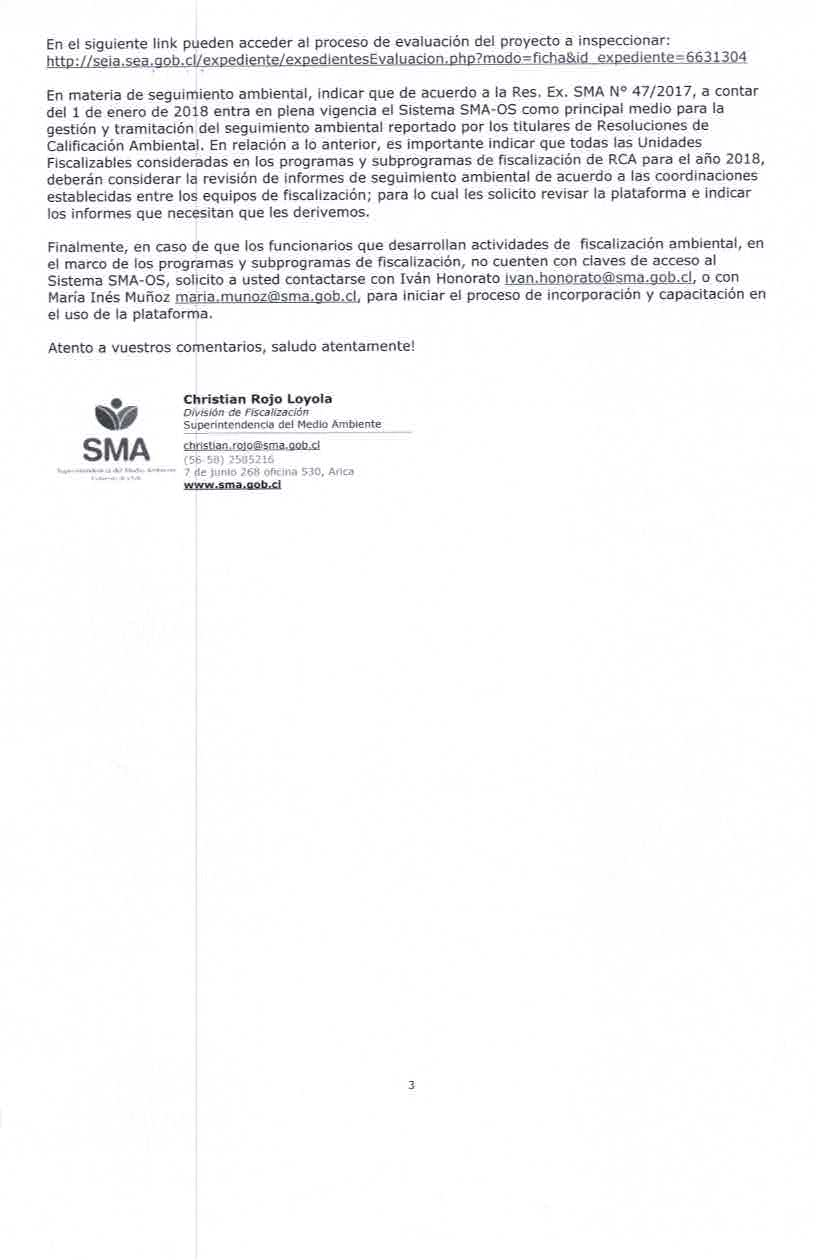 En el siguiente link pueden acceder al proceso de evaluación del proyecto a inspeccionar:
http://seia.sea.gob.cl/expediente/expedientesEvaluacion.php?modo=ficha&id_expediente=6631304
En materia de seguimiento ambiental, indicar que de acuerdo a la Res. Ex. SMA N° 47/2017, a contar
del 1 de enero de 2018 entra en plena vigencia el Sistema SMA-OS como principal medio para la
gestión y tramitación del seguimiento ambiental reportado por los titulares de Resoluciones de
Calificación Ambiental. En relación a lo anterior, es importante indicar que todas las Unidades
Fiscalizables consideradas en los programas y subprogramas de fiscalización de RCA para el año 2018,
deberán considerar la revisión de informes de seguimiento ambiental de acuerdo a las coordinaciones
establecidas entre los equipos de fiscalización; para lo cual les solicito revisar la plataforma e indicar
los informes que necesitan que les derivemos.
Finalmente, en caso de que los funcionarios que desarrollan actividades de fiscalización ambiental, en
el marco de los programas y subprogramas de fiscalización, no cuenten con claves de acceso al
Sistema SMA-OS, solicito a usted contactarse con Iván Honorato ivan.honorato@sma.gob.cl, o con
María Inés Muñoz maria.munoz@sma.gob.cl, para iniciar el proceso de incorporación y capacitación en
el uso de la plataforma.
Atento a vuestros comentarios, saludo atentamente!
SMA
Superintendencia del Medio Ambiente
Gobierno de Chile
Christian Rojo Loyola
División de Fiscalización
Superintendencia del Medio Ambiente
christian.rojo@sma.gob.cl
(56-58) 2585216
7 de junio 268 oficina 530, Arica
www.sma.gob.cl
3